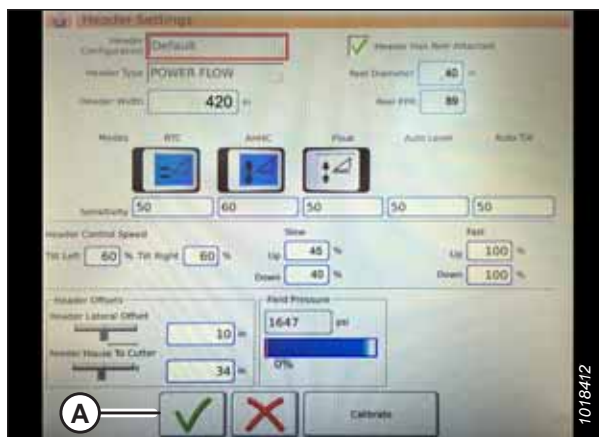 Header Settings
Header Configuration Default Header Has Reel Attached
Header Type POWER FLOW Reel Diameter 40 in
Header Width 420 in Reel PPR 89
Modes RTC AHHC Float Auto Level Auto Tilt
Sensitivity 50 60 50 50 50
Header Control Speed Slow Fast
Tilt Left 60 % Tilt Right 60 % Up 45 % Up 100 %
Down 40 % Down 100 %
Header Offsets Field Pressure
Header Lateral Offset 1647 psi
10 in
Feeder House To Cutter 0%
34 in
A Calibrate
1018412